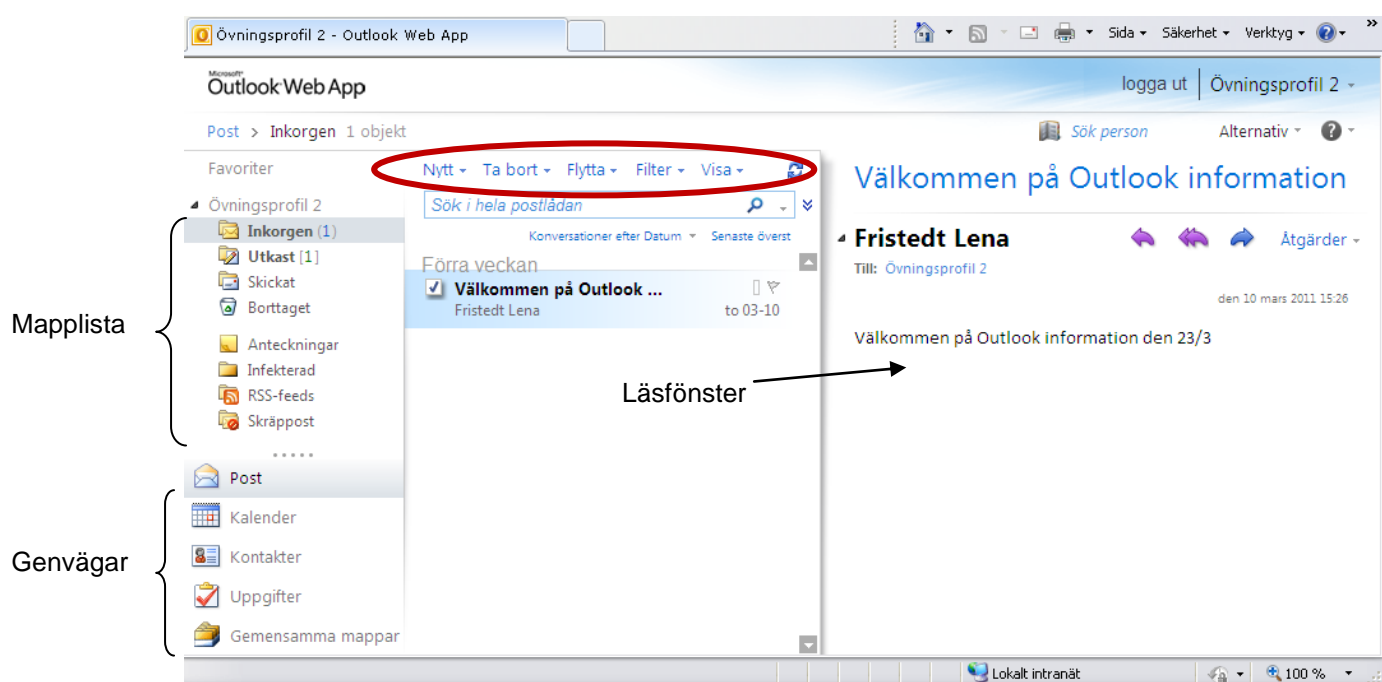 Övningsprofil 2 - Outlook Web App
Sida Säkerhet Verktyg
Microsoft
Outlook Web App
logga ut Övningsprofil 2
Post > Inkorgen 1 objekt
Sök person Alternativ
Favoriter
Övningsprofil 2
Inkorgen (1)
Utkast [1]
Skickat
Borttaget
Anteckningar
Infekterad
RSS-feeds
Skräppost
Mapplista
Post
Kalender
Kontakter
Uppgifter
Gemensamma mappar
Genvägar
Nytt Ta bort Flytta Filter Visa
Sök i hela postlådan
Konversationer efter Datum Senaste överst
Förra veckan
Välkommen på Outlook ...
Fristedt Lena to 03-10
Läsfönster
Välkommen på Outlook information
Fristedt Lena Åtgärder
Till: Övningsprofil 2
den 10 mars 2011 15:26
Välkommen på Outlook information den 23/3
Lokalt intranät 100 %